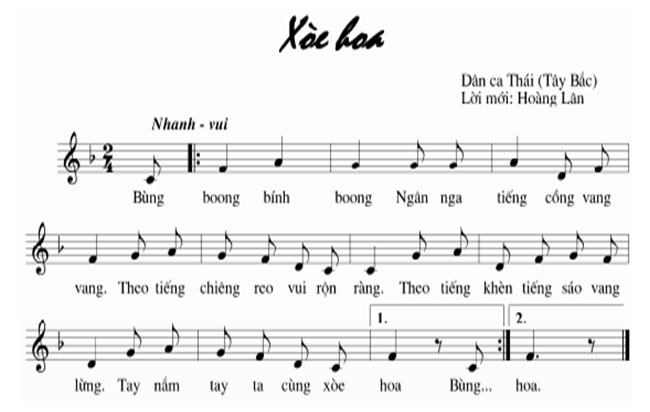 Xòe hoa
Dân ca Thái (Tây Bắc)
Lời mới: Hoàng Lân
Nhanh - vui
2
4
Bùng boong bính boong Ngân nga tiếng cồng vang
vang. Theo tiếng chiêng reo vui rộn ràng. Theo tiếng khèn tiếng sáo vang
1. 2.
lừng. Tay nắm tay ta cùng xòe hoa Bùng... hoa.